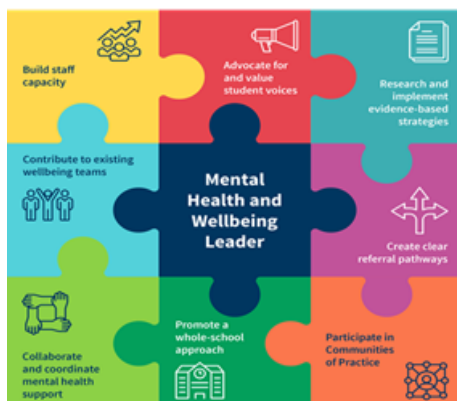 Build staff
capacity
Advocate for
and value
student voices
Research and
implement
evidence-based
strategies
Contribute to existing
wellbeing teams
Mental
Health and
Wellbeing
Leader
Create clear
referral pathways
Collaborate
and coordinate
mental health
support
Promote a
whole-school
approach
Participate in
Communities
of Practice